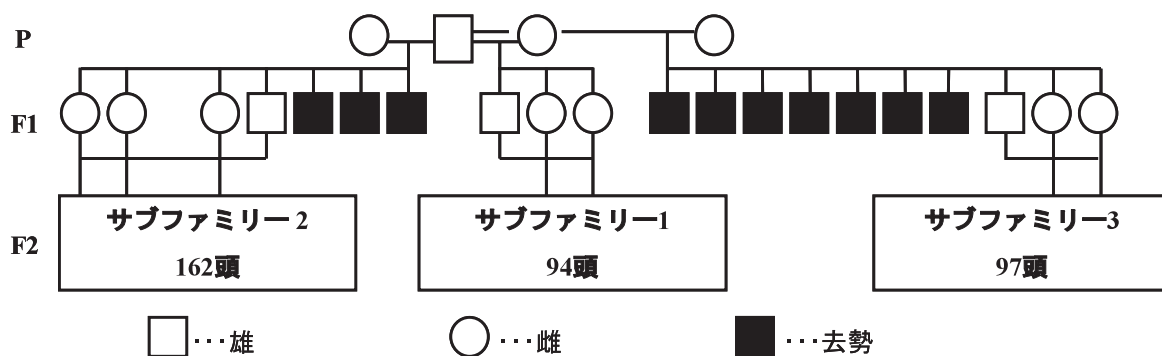 P
F1
F2
サブファミリー2
162頭
サブファミリー1
94頭
サブファミリー3
97頭
□･･･雄
○･･･雌
■･･･去勢